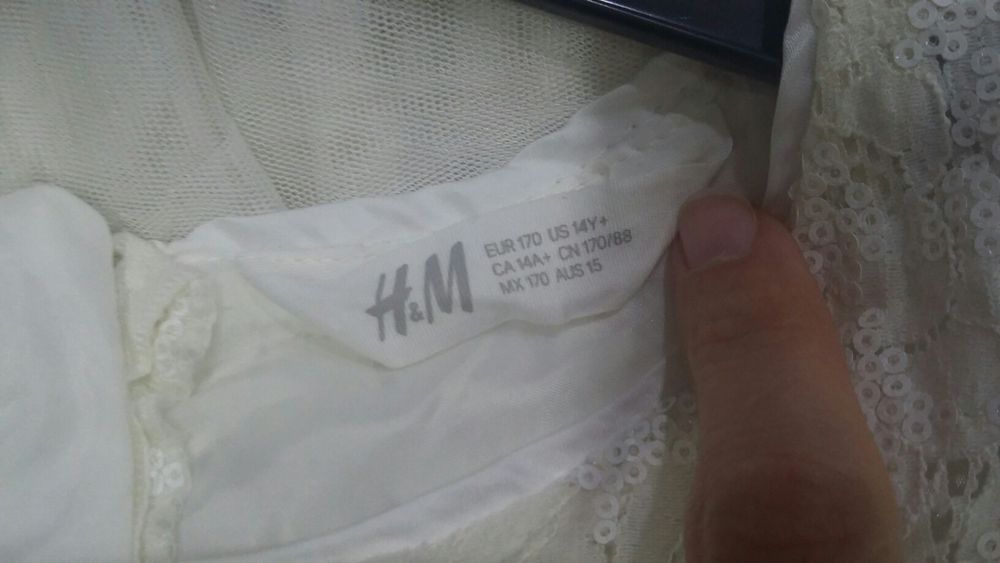 H&M
EUR 170 US 14Y+
CA 14A+ CN 170/88
MX 170 AUS 15